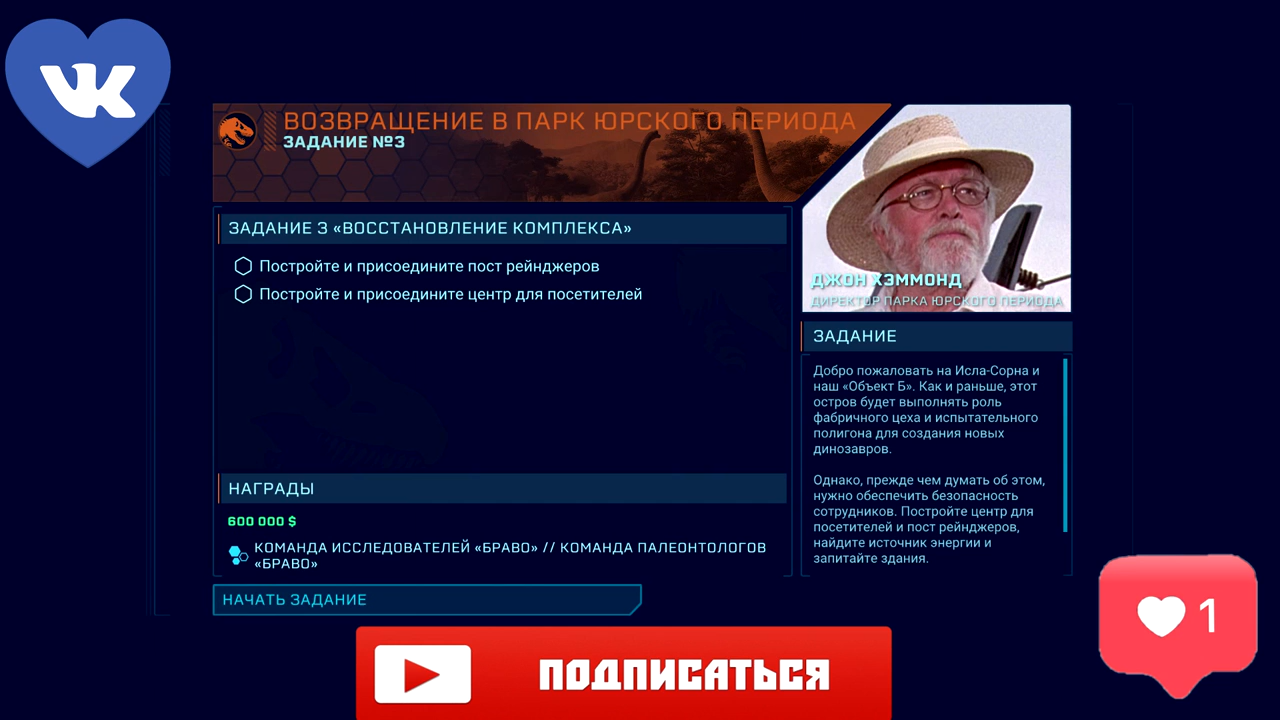 VK
ВОЗВРАЩЕНИЕ В ПАРК ЮРСКОГО ПЕРИОДА
ЗАДАНИЕ №3
ЗАДАНИЕ 3 «ВОССТАНОВЛЕНИЕ КОМПЛЕКСА»
Постройте и присоедините пост рейнджеров
Постройте и присоедините центр для посетителей
НАГРАДЫ
600 000 $
КОМАНДА ИССЛЕДОВАТЕЛЕЙ «БРАВО» // КОМАНДА ПАЛЕОНТОЛОГОВ
«БРАВО»
НАЧАТЬ ЗАДАНИЕ
ДЖОН ХЭММОНД
ДИРЕКТОР ПАРКА ЮРСКОГО ПЕРИОДА
ЗАДАНИЕ
Добро пожаловать на Исла-Сорна и
наш «Объект Б». Как и раньше, этот
остров будет выполнять роль
фабричного цеха и испытательного
полигона для создания новых
динозавров.
Однако, прежде чем думать об этом,
нужно обеспечить безопасность
сотрудников. Постройте центр для
посетителей и пост рейнджеров,
найдите источник энергии и
запитайте здания.
ПОДПИСАТЬСЯ
1